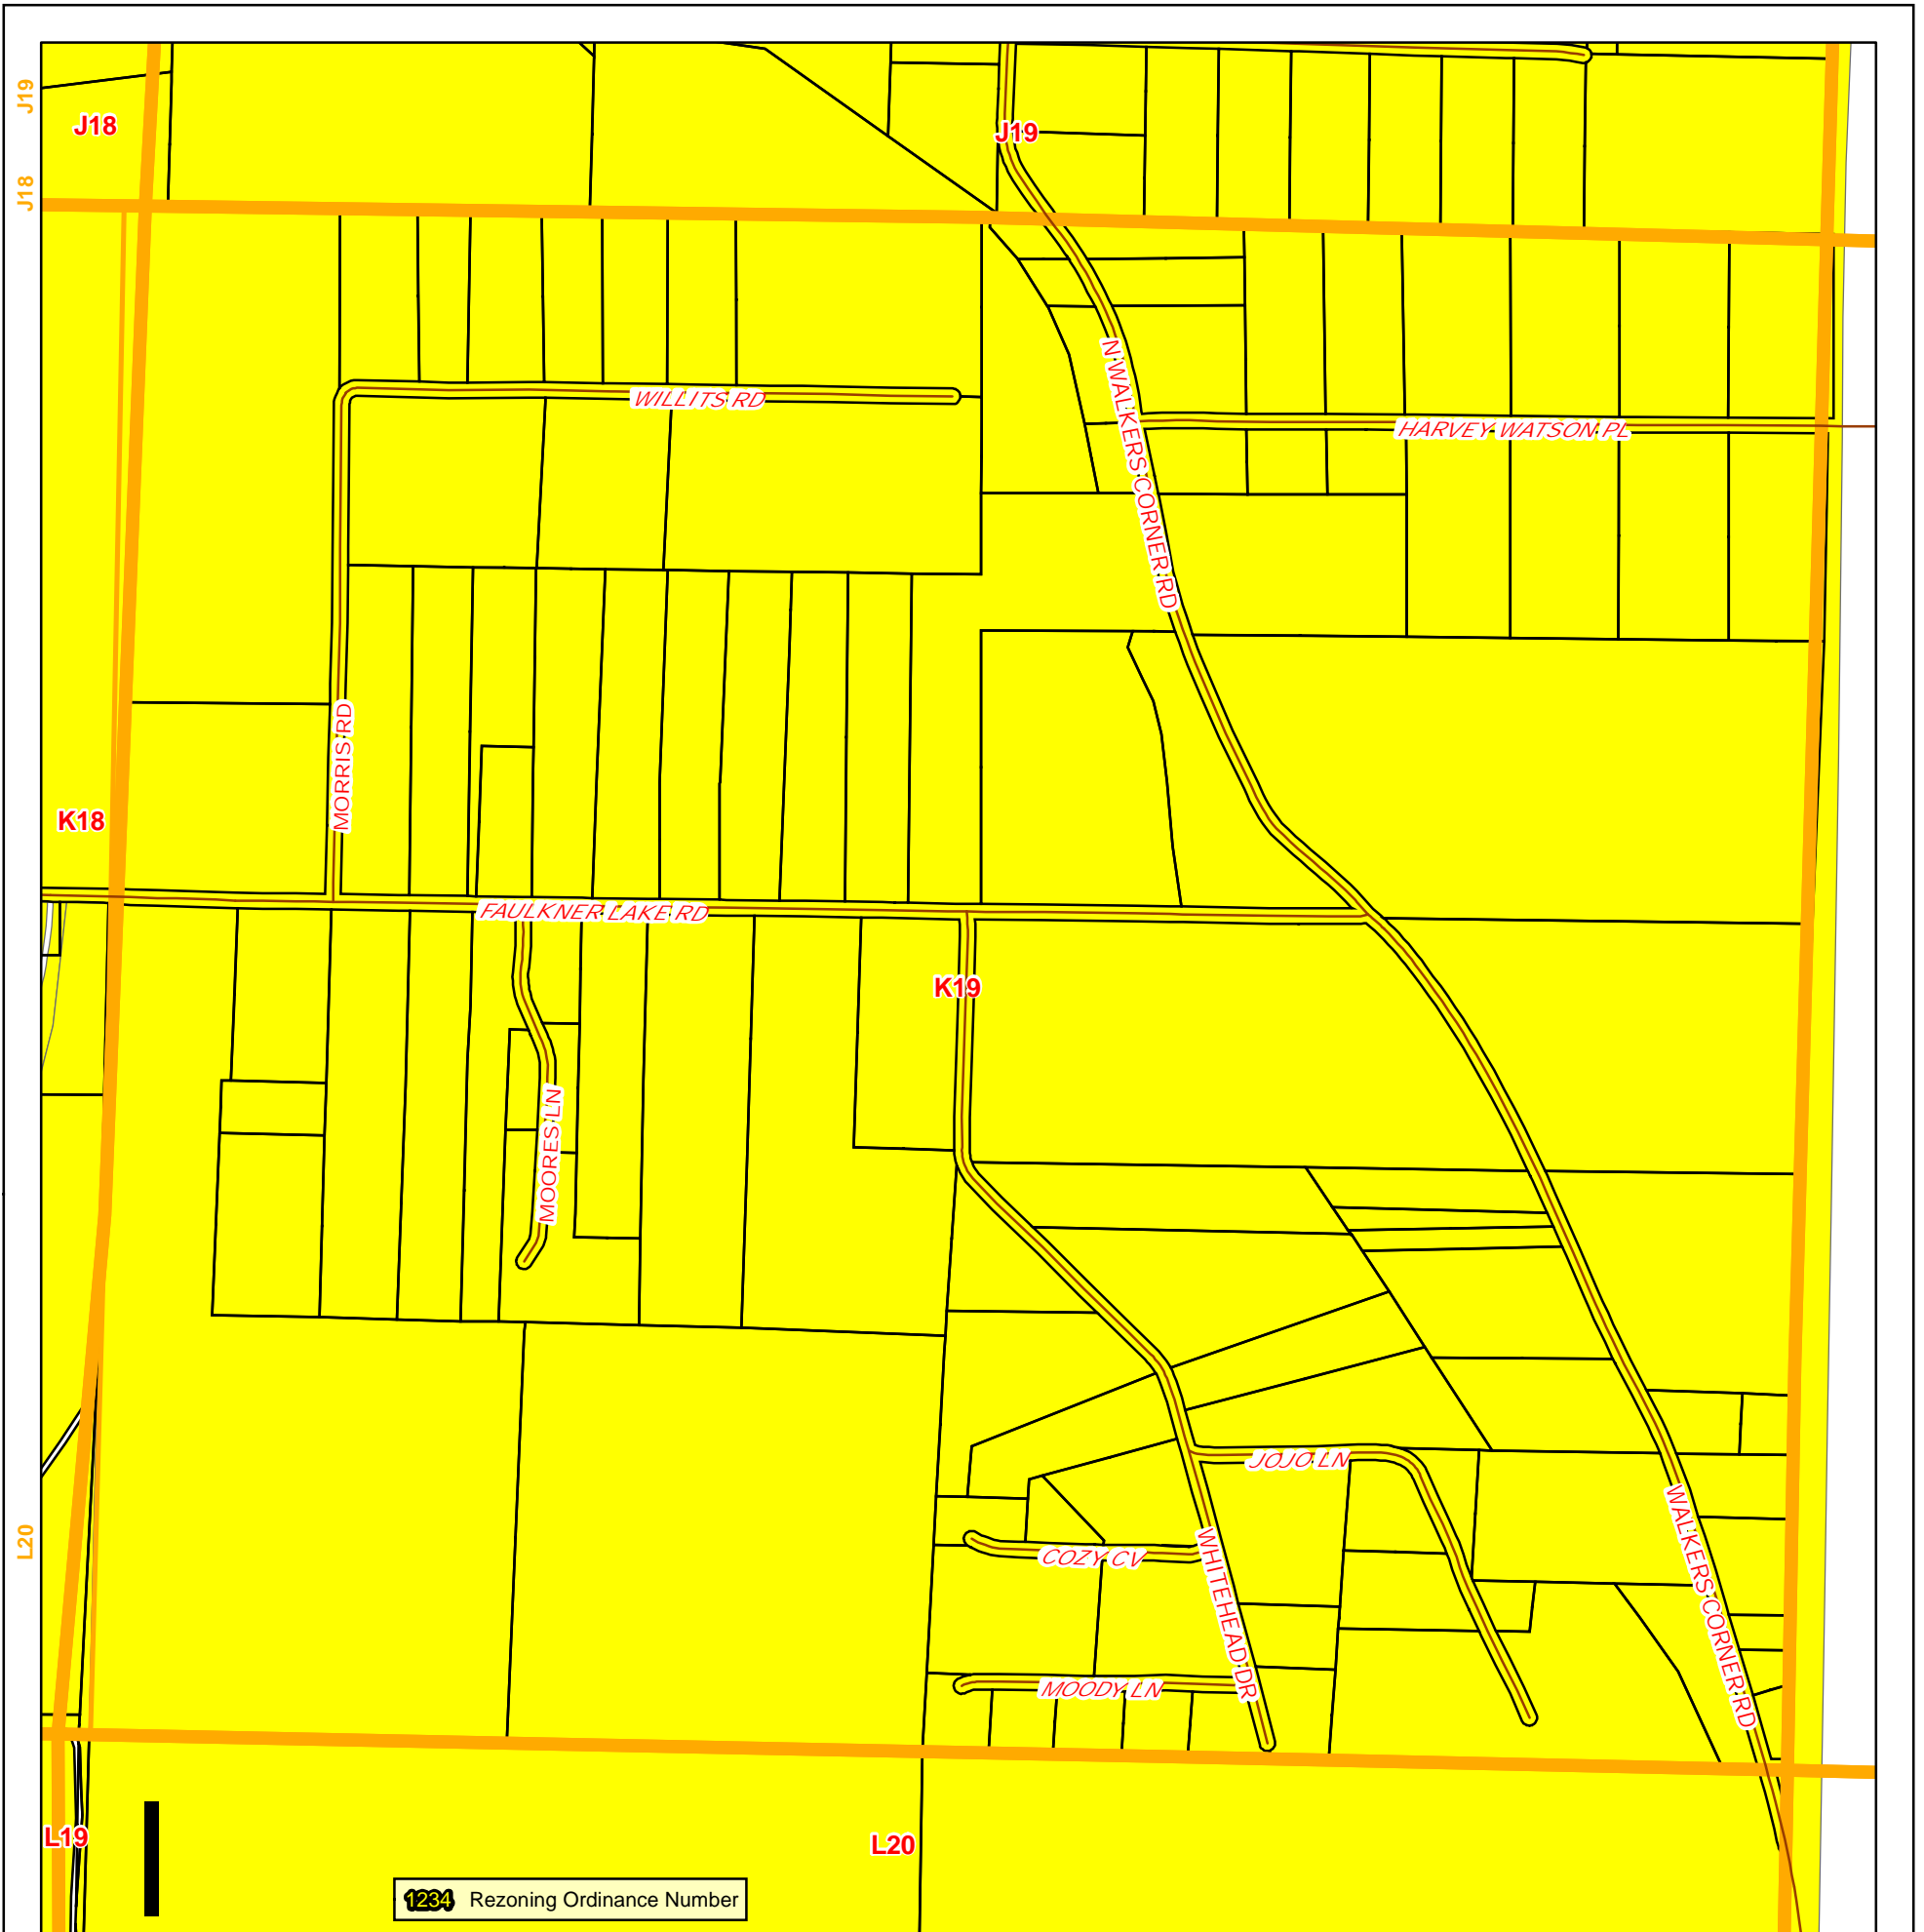 J19
J18
J19
J18
WILLITS RD
N WALKERS CORNER RD
HARVEY WATSON PL
MORRIS RD
K18
FAULKNER LAKE RD
K19
MOORES LN
JOJO LN
WALKERS CORNER RD
L20
COZY CV
WHITEHEAD DR
MOODY LN
L19
L20
1234 Rezoning Ordinance Number